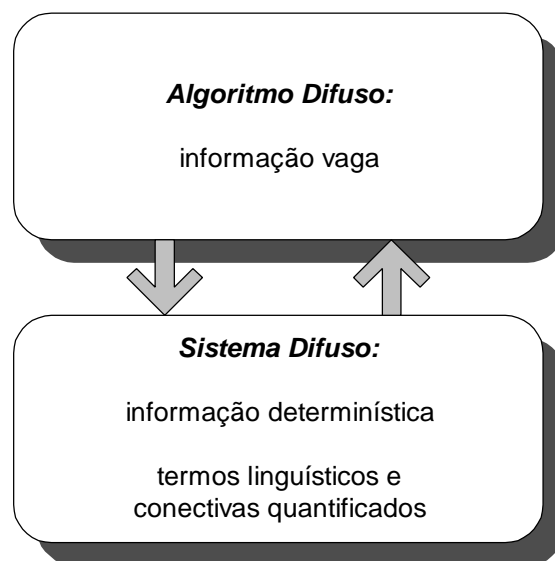 Algoritmo Difuso:
informação vaga
Sistema Difuso:
informação determinística
termos linguísticos e
conectivas quantificados